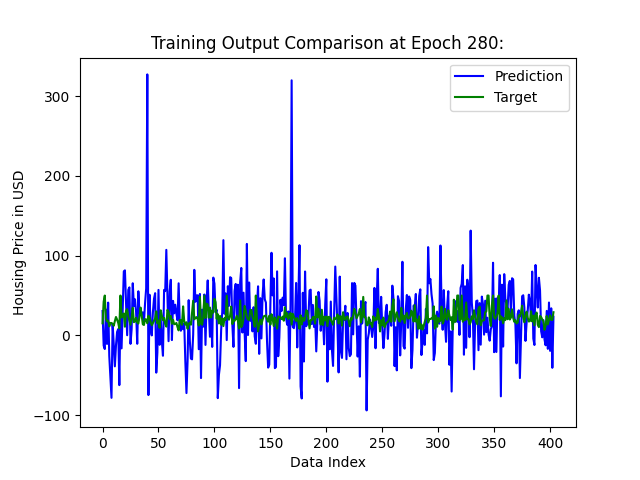 Training Output Comparison at Epoch 280:
Prediction
Target
300
200
100
0
−100
Housing Price in USD
0 50 100 150 200 250 300 350 400
Data Index